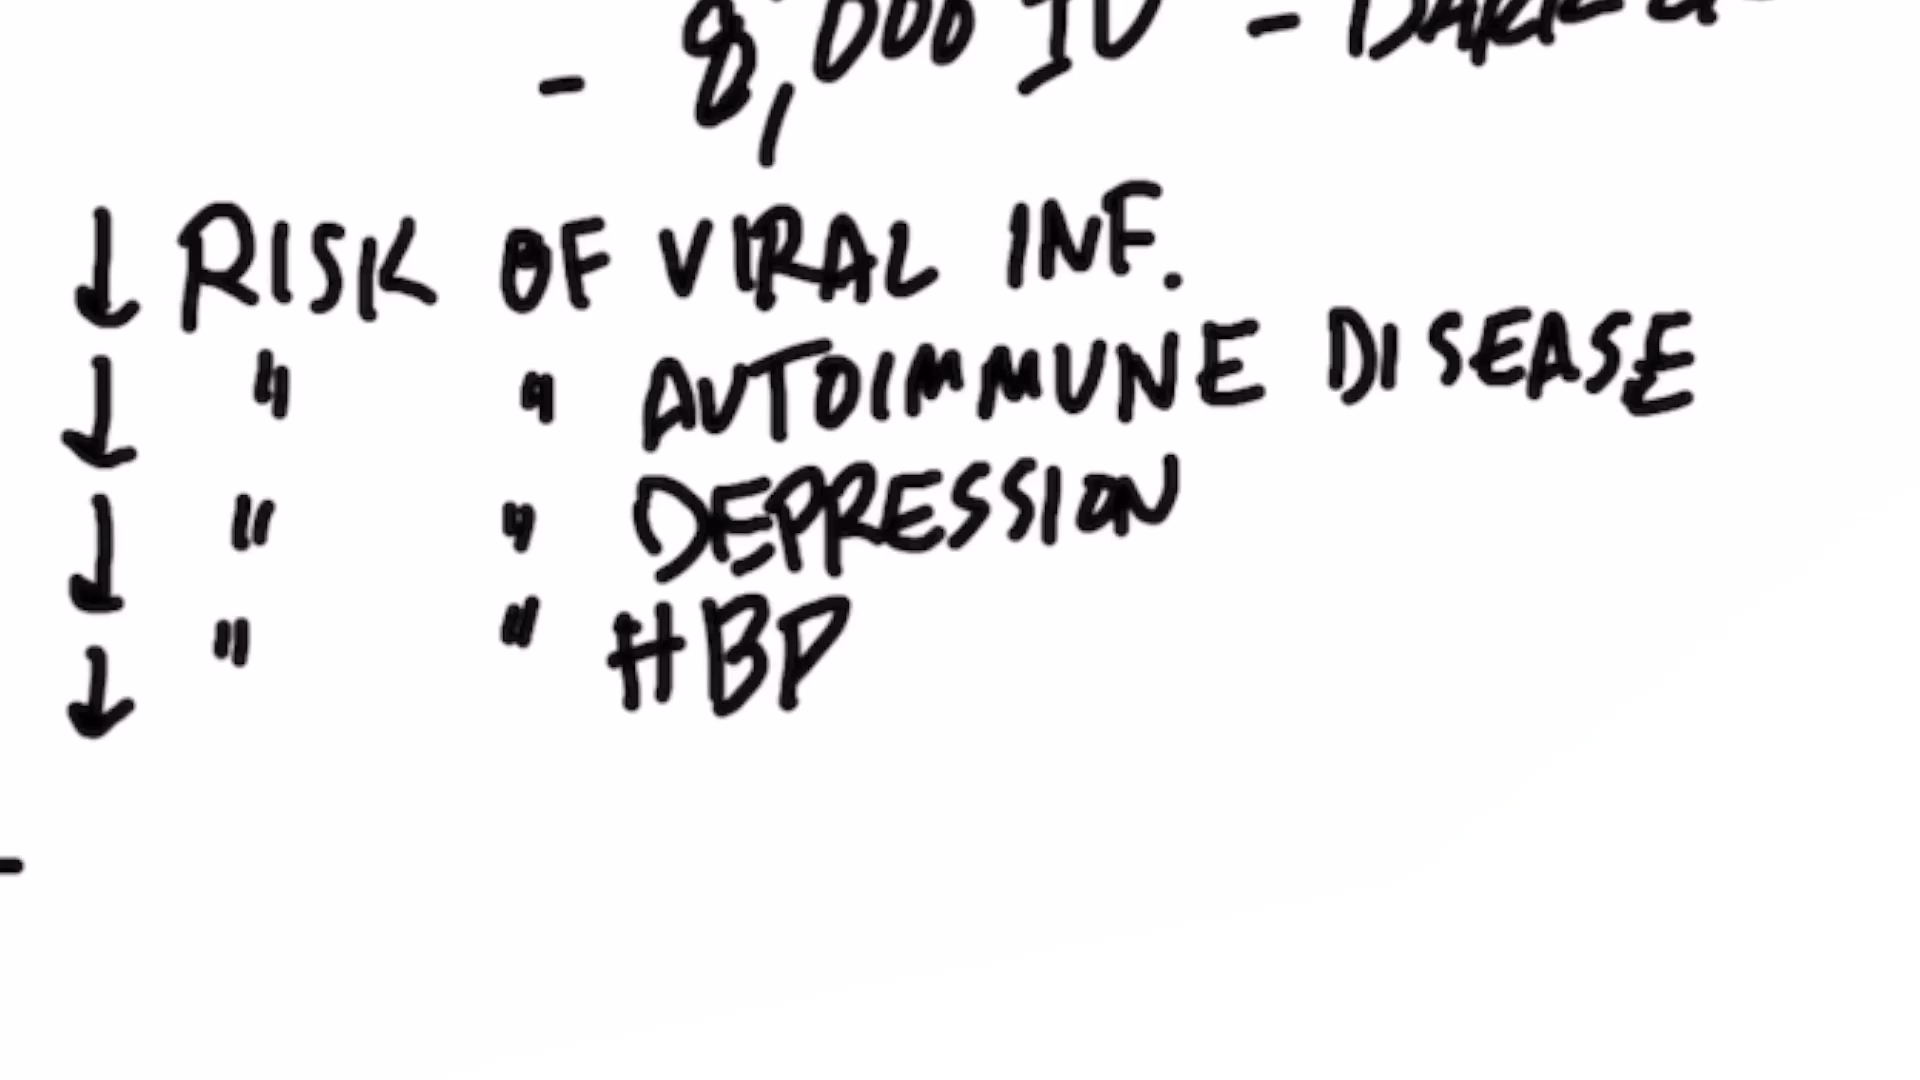 - 8,000 IU -
↓ RISK OF VIRAL INF.
↓ " " AUTOIMMUNE DISEASE
↓ " " DEPRESSION
↓ " " HBP
-